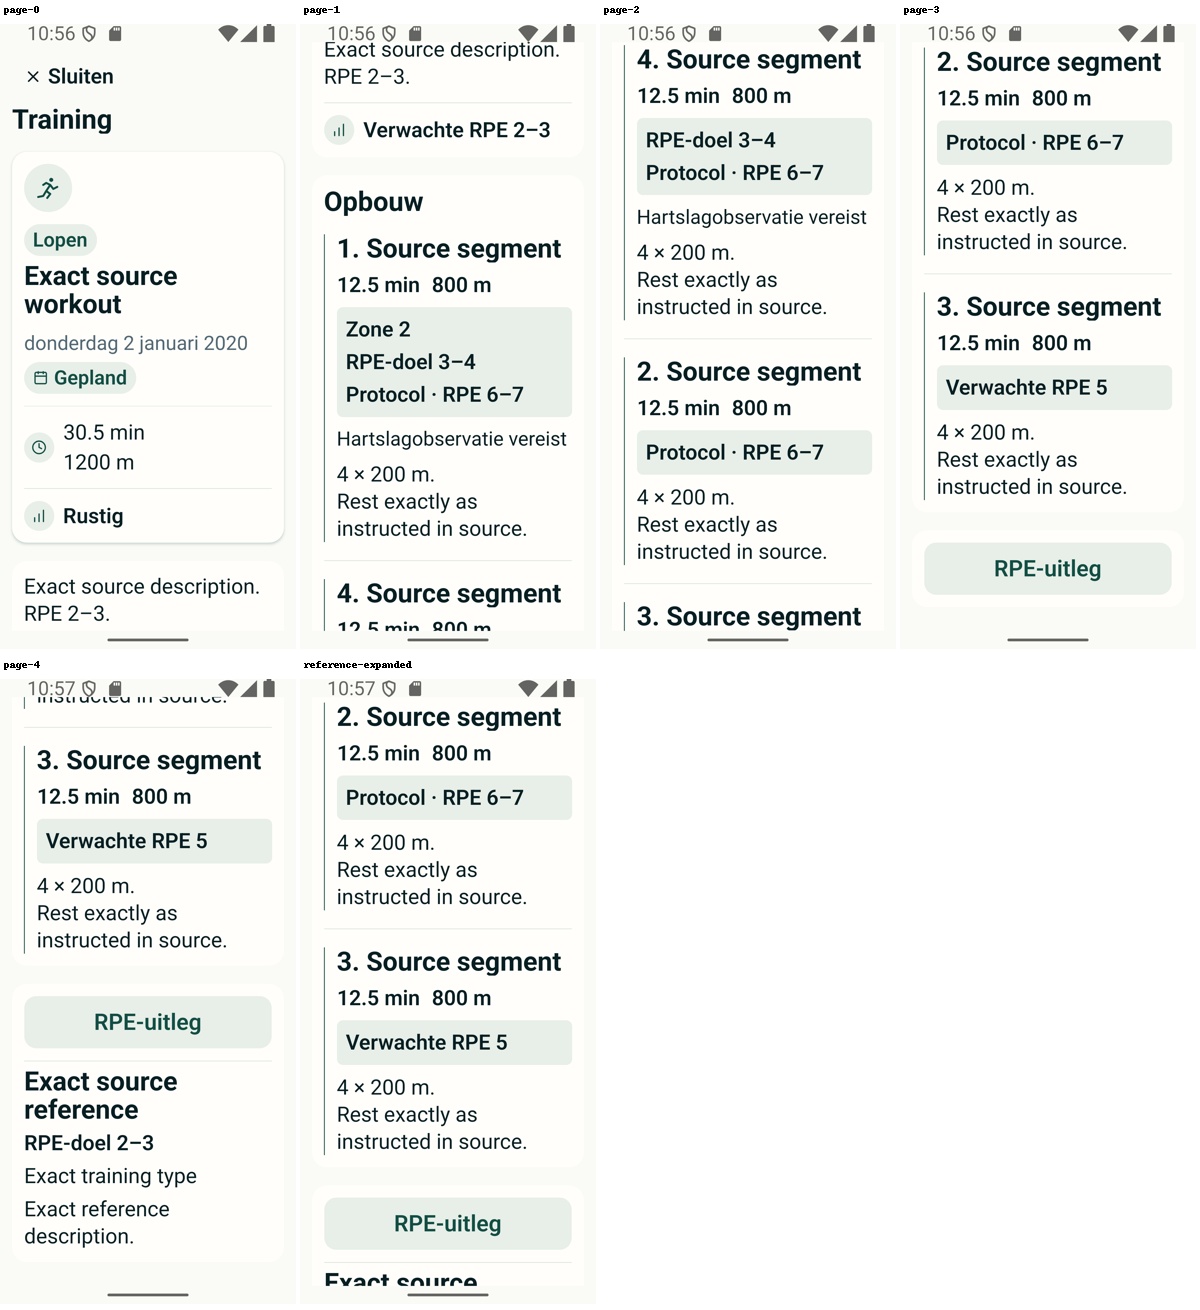 page-0
10:56
× Sluiten
Training
Lopen
Exact source
workout
donderdag 2 januari 2020
Gepland
30.5 min
1200 m
Rustig
Exact source description.
RPE 2–3.
page-1
10:56
Exact source description.
RPE 2–3.
Verwachte RPE 2–3
Opbouw
1. Source segment
12.5 min 800 m
Zone 2
RPE-doel 3–4
Protocol · RPE 6–7
Hartslagobservatie vereist
4 × 200 m.
Rest exactly as
instructed in source.
4. Source segment
12.5 min 800 m
page-2
10:56
4. Source segment
12.5 min 800 m
RPE-doel 3–4
Protocol · RPE 6–7
Hartslagobservatie vereist
4 × 200 m.
Rest exactly as
instructed in source.
2. Source segment
12.5 min 800 m
Protocol · RPE 6–7
4 × 200 m.
Rest exactly as
instructed in source.
3. Source segment
page-3
10:56
2. Source segment
12.5 min 800 m
Protocol · RPE 6–7
4 × 200 m.
Rest exactly as
instructed in source.
3. Source segment
12.5 min 800 m
Verwachte RPE 5
4 × 200 m.
Rest exactly as
instructed in source.
RPE-uitleg
page-4
10:57
instructed in source.
3. Source segment
12.5 min 800 m
Verwachte RPE 5
4 × 200 m.
Rest exactly as
instructed in source.
RPE-uitleg
Exact source
reference
RPE-doel 2–3
Exact training type
Exact reference
description.
reference-expanded
10:57
2. Source segment
12.5 min 800 m
Protocol · RPE 6–7
4 × 200 m.
Rest exactly as
instructed in source.
3. Source segment
12.5 min 800 m
Verwachte RPE 5
4 × 200 m.
Rest exactly as
instructed in source.
RPE-uitleg
Exact source